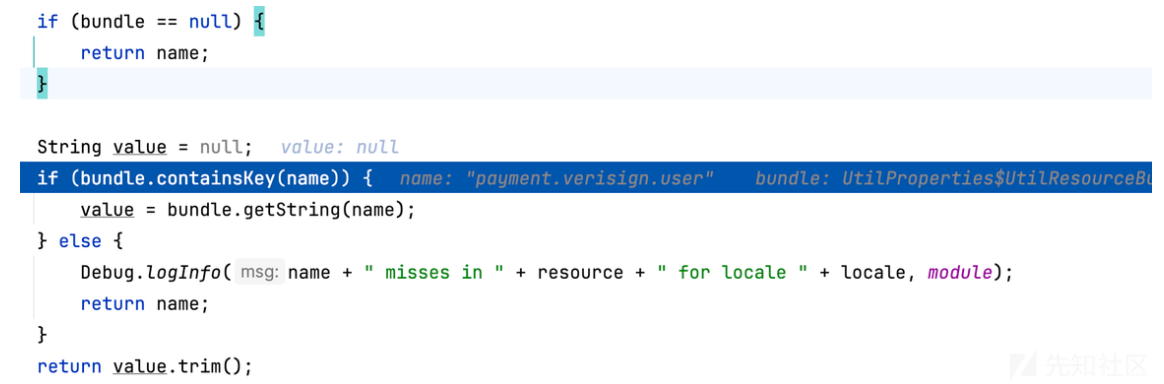 if (bundle == null) {
    return name;
}
String value = null;  value: null
if (bundle.containsKey(name)) {  name: "payment.verisign.user"  bundle: UtilProperties$UtilResourceBu
    value = bundle.getString(name);
} else {
    Debug.logInfo( msg: name + " misses in " + resource + " for locale " + locale, module);
    return name;
}
return value.trim();
先知社区